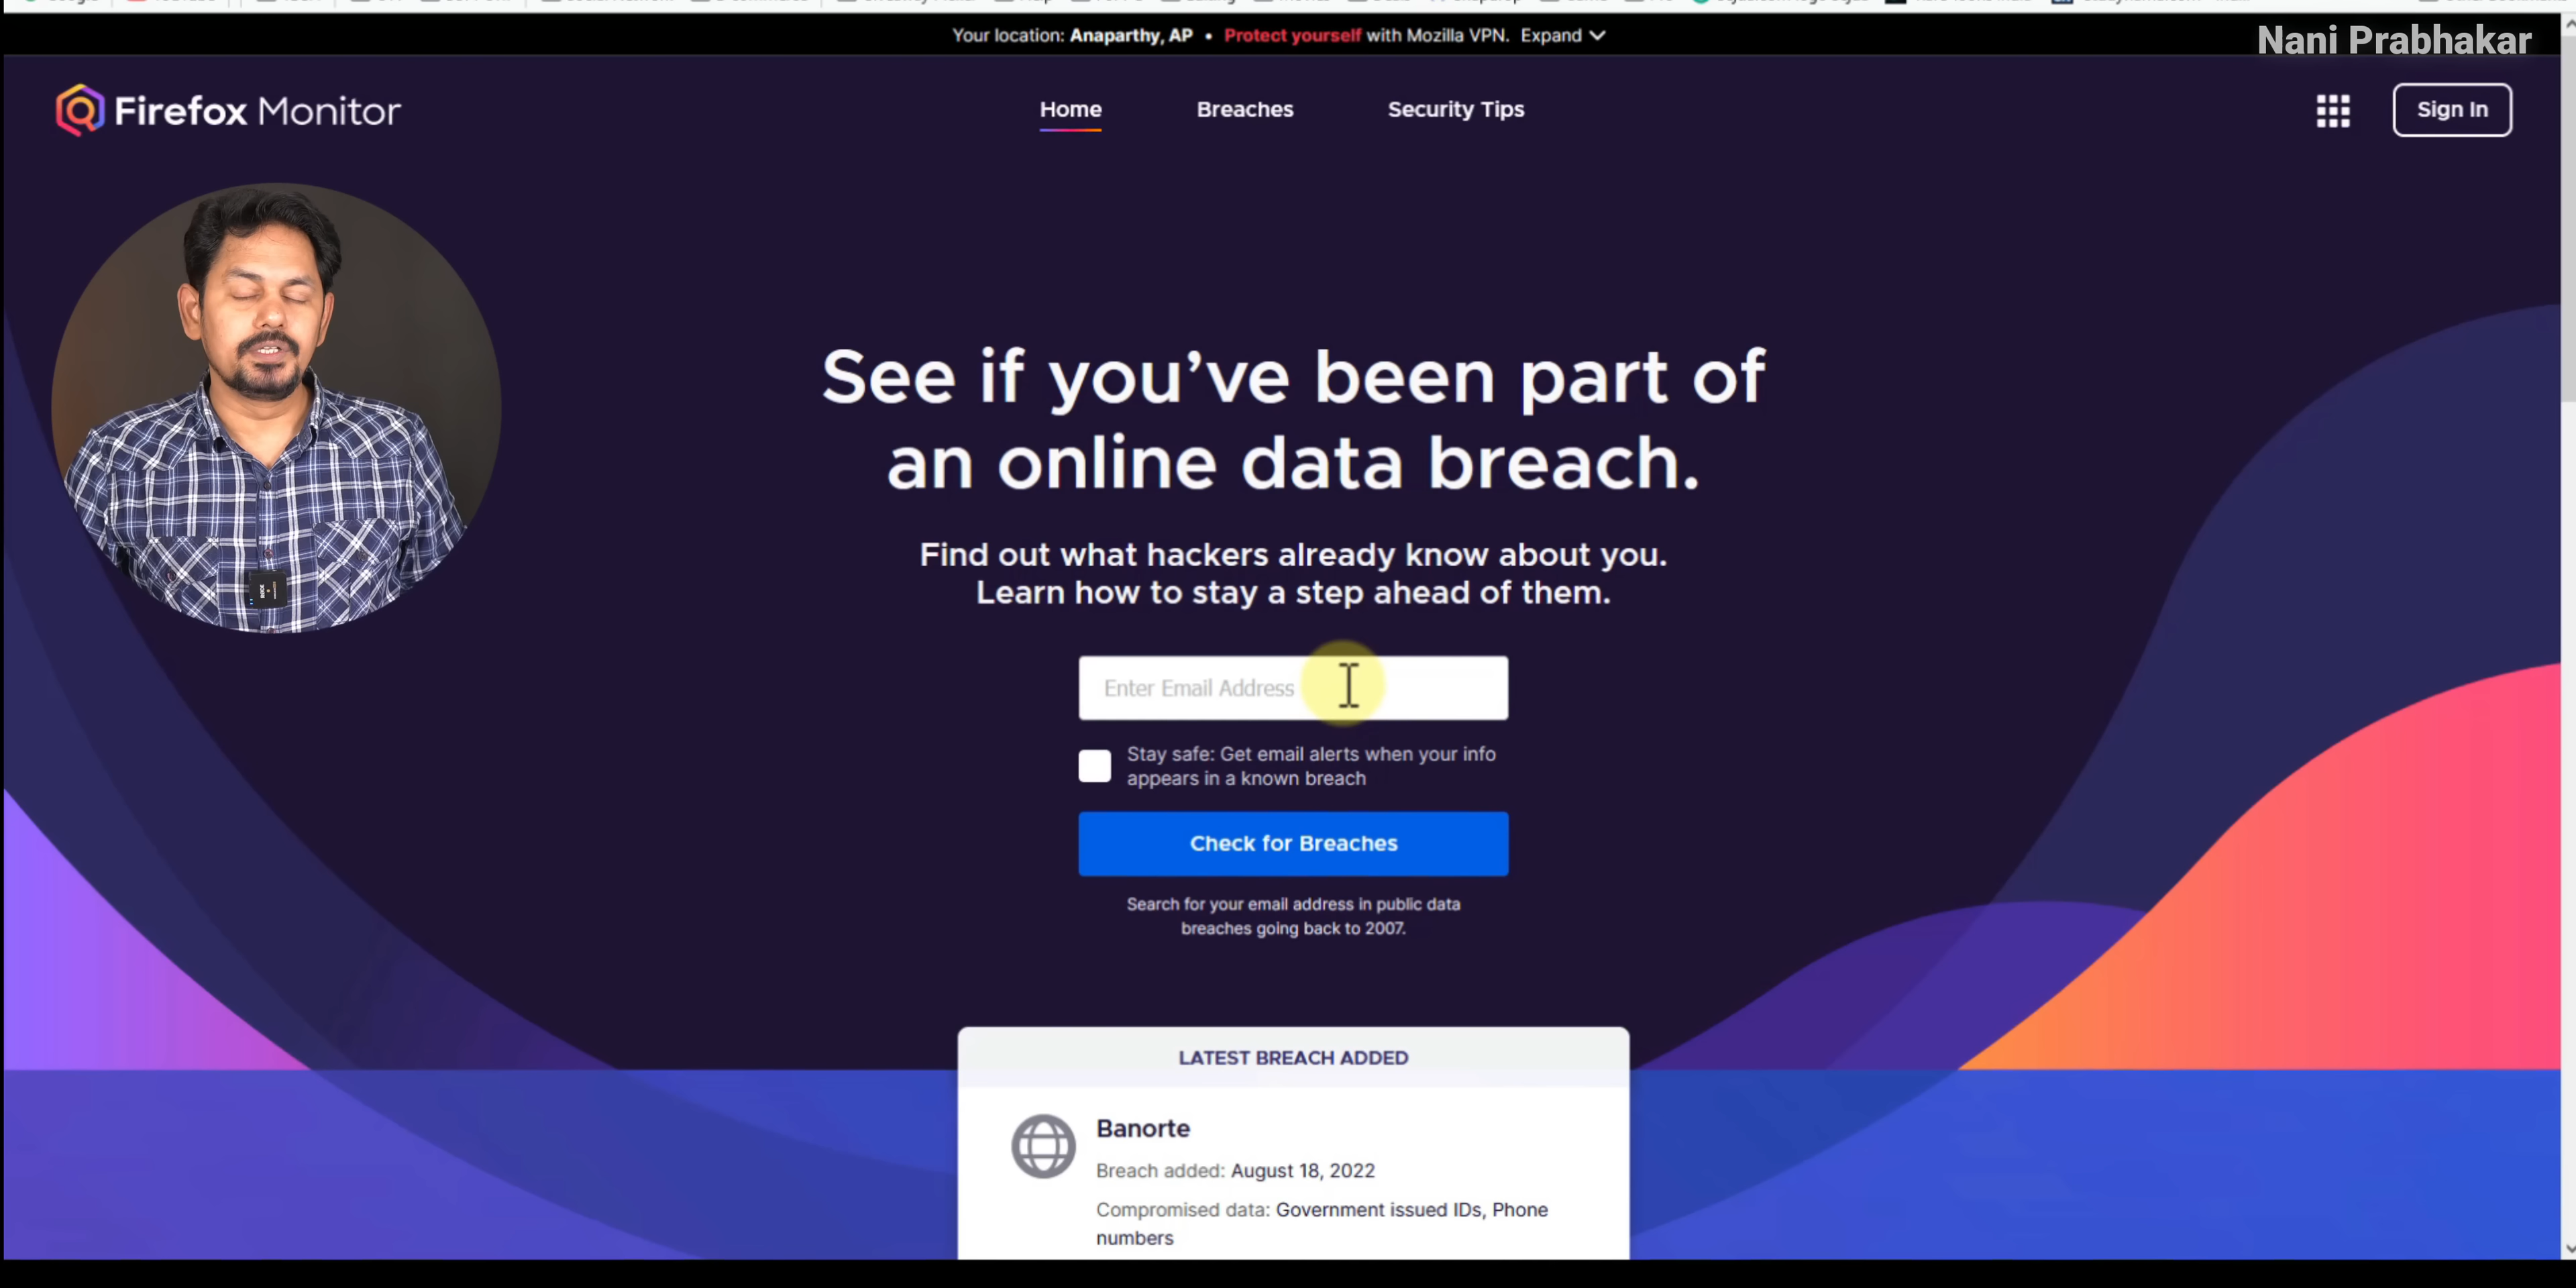 Your location: Anaparthy, AP • Protect yourself with Mozilla VPN. Expand
Nani Prabhakar
Firefox Monitor
Home
Breaches
Security Tips
Sign In
See if you’ve been part of
an online data breach.
Find out what hackers already know about you.
Learn how to stay a step ahead of them.
Enter Email Address
Stay safe: Get email alerts when your info
appears in a known breach
Check for Breaches
Search for your email address in public data
breaches going back to 2007.
LATEST BREACH ADDED
Banorte
Breach added: August 18, 2022
Compromised data: Government issued IDs, Phone
numbers